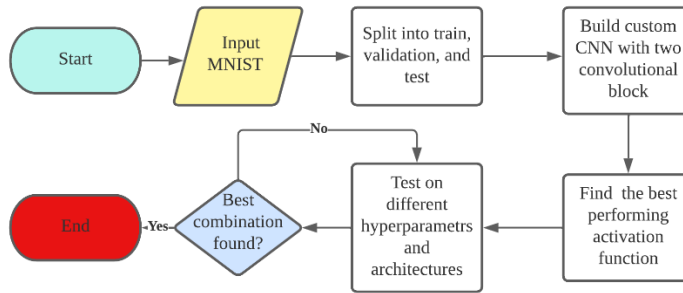 Start
Input
MNIST
Split into train,
validation, and
test
Build custom
CNN with two
convolutional
block
Find the best
performing
activation
function
Test on
different
hyperparametrs
and
architectures
No
Best
combination
found?
Yes
End